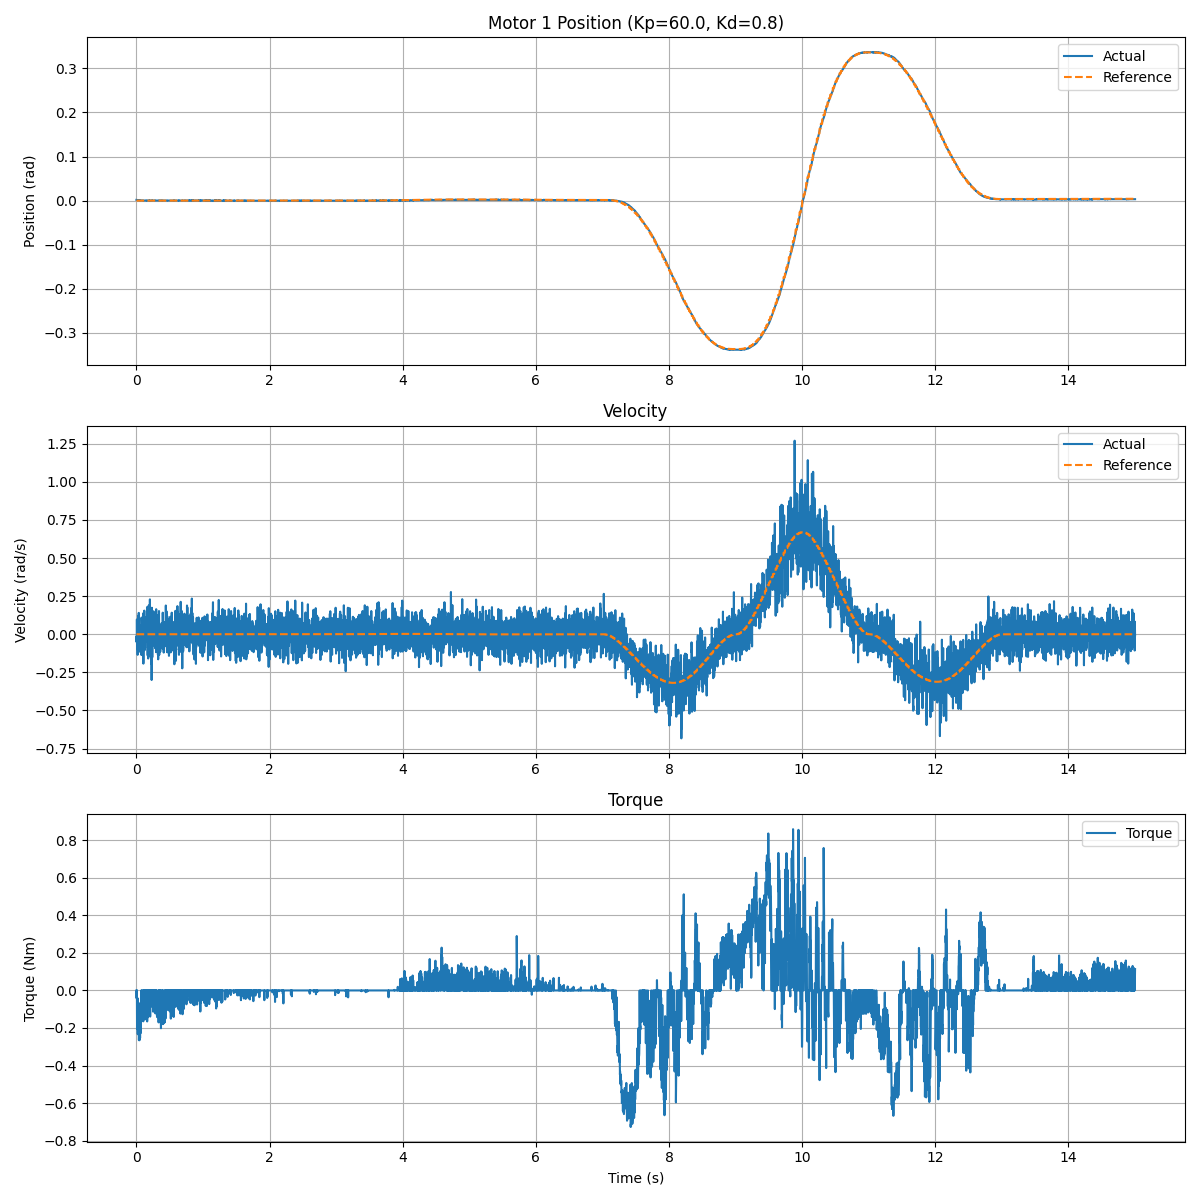 Motor 1 Position (Kp=60.0, Kd=0.8)
Position (rad)
0.3
0.2
0.1
0.0
−0.1
−0.2
−0.3
Actual
Reference
0 2 4 6 8 10 12 14
Velocity
Velocity (rad/s)
1.25
1.00
0.75
0.50
0.25
0.00
−0.25
−0.50
−0.75
Actual
Reference
0 2 4 6 8 10 12 14
Torque
Torque (Nm)
0.8
0.6
0.4
0.2
0.0
−0.2
−0.4
−0.6
−0.8
Torque
0 2 4 6 8 10 12 14
Time (s)